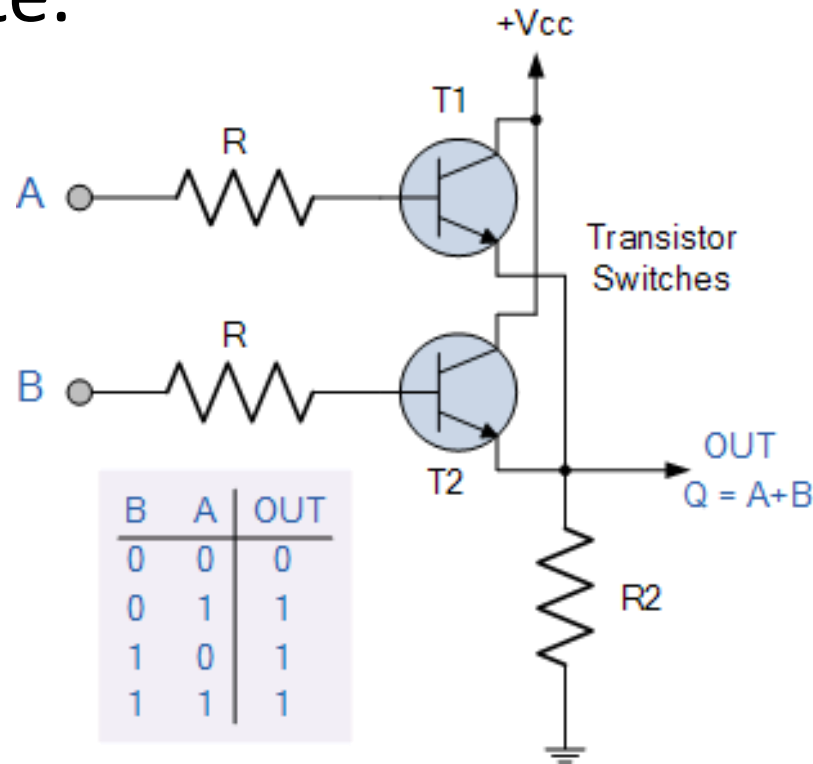 +Vcc
T1
R
A
Transistor
Switches
R
B
T2
OUT
Q = A+B
B A OUT
0 0 0
0 1 1
1 0 1
1 1 1
R2